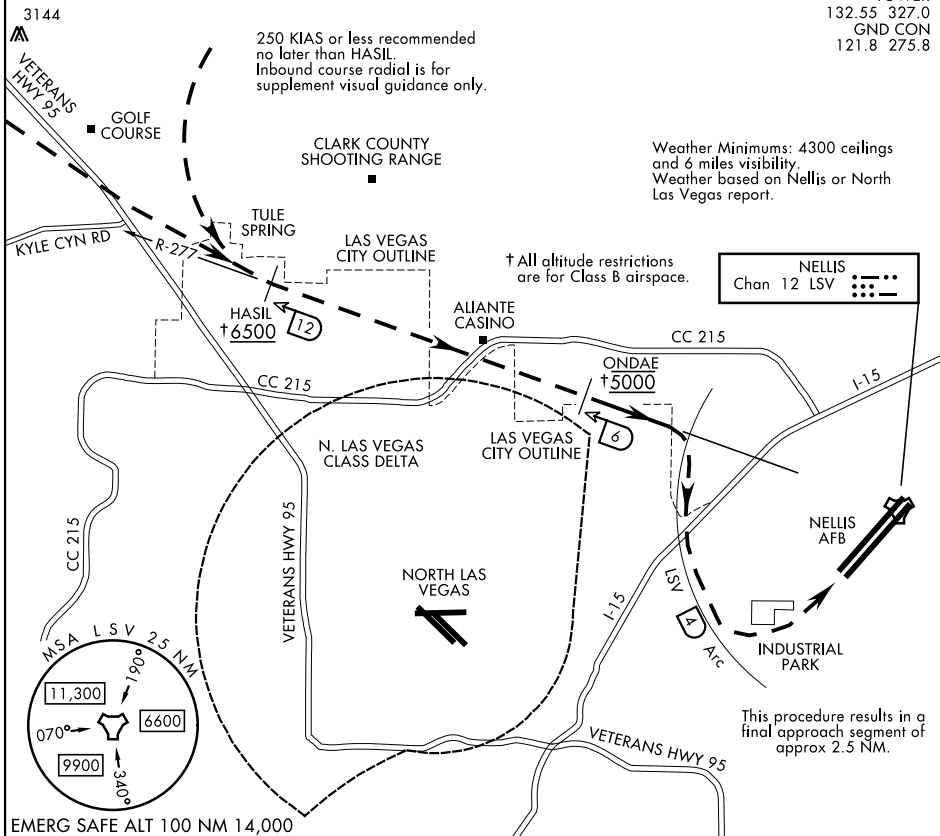 3144
132.55 327.0
GND CON
121.8 275.8
250 KIAS or less recommended
no later than HASIL.
Inbound course radial is for
supplement visual guidance only.
VETERANS
HWY 95
GOLF
COURSE
CLARK COUNTY
SHOOTING RANGE
Weather Minimums: 4300 ceilings
and 6 miles visibility.
Weather based on Nellis or North
Las Vegas report.
TULE
SPRING
KYLE CYN RD
R-277
LAS VEGAS
CITY OUTLINE
† All altitude restrictions
are for Class B airspace.
NELLIS
Chan 12 LSV
HASIL
†6500
12
ALIANTE
CASINO
CC 215
ONDAE
†5000
CC 215
I-15
6
N. LAS VEGAS
CLASS DELTA
LAS VEGAS
CITY OUTLINE
CC 215
VETERANS HWY 95
NELLIS
AFB
NORTH LAS
VEGAS
I-15
LSV
4
Arc
INDUSTRIAL
PARK
MSA LSV 25 NM
190°
11,300
6600
070°
9900
340°
This procedure results in a
final approach segment of
approx 2.5 NM.
VETERANS HWY 95
EMERG SAFE ALT 100 NM 14,000